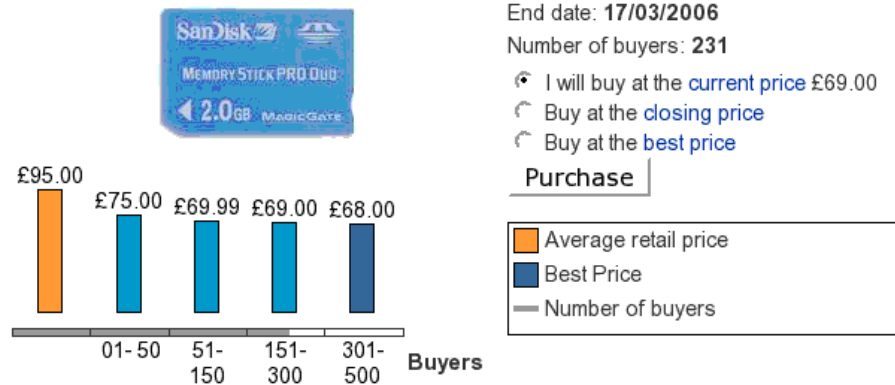 SanDisk
MEMORY STICK PRO DUO
2.0GB MAGICGATE
End date: 17/03/2006
Number of buyers: 231
I will buy at the current price £69.00
Buy at the closing price
Buy at the best price
Purchase
£95.00
£75.00 £69.99 £69.00 £68.00
01-50 51-150 151-300 301-500
Buyers
Average retail price
Best Price
Number of buyers